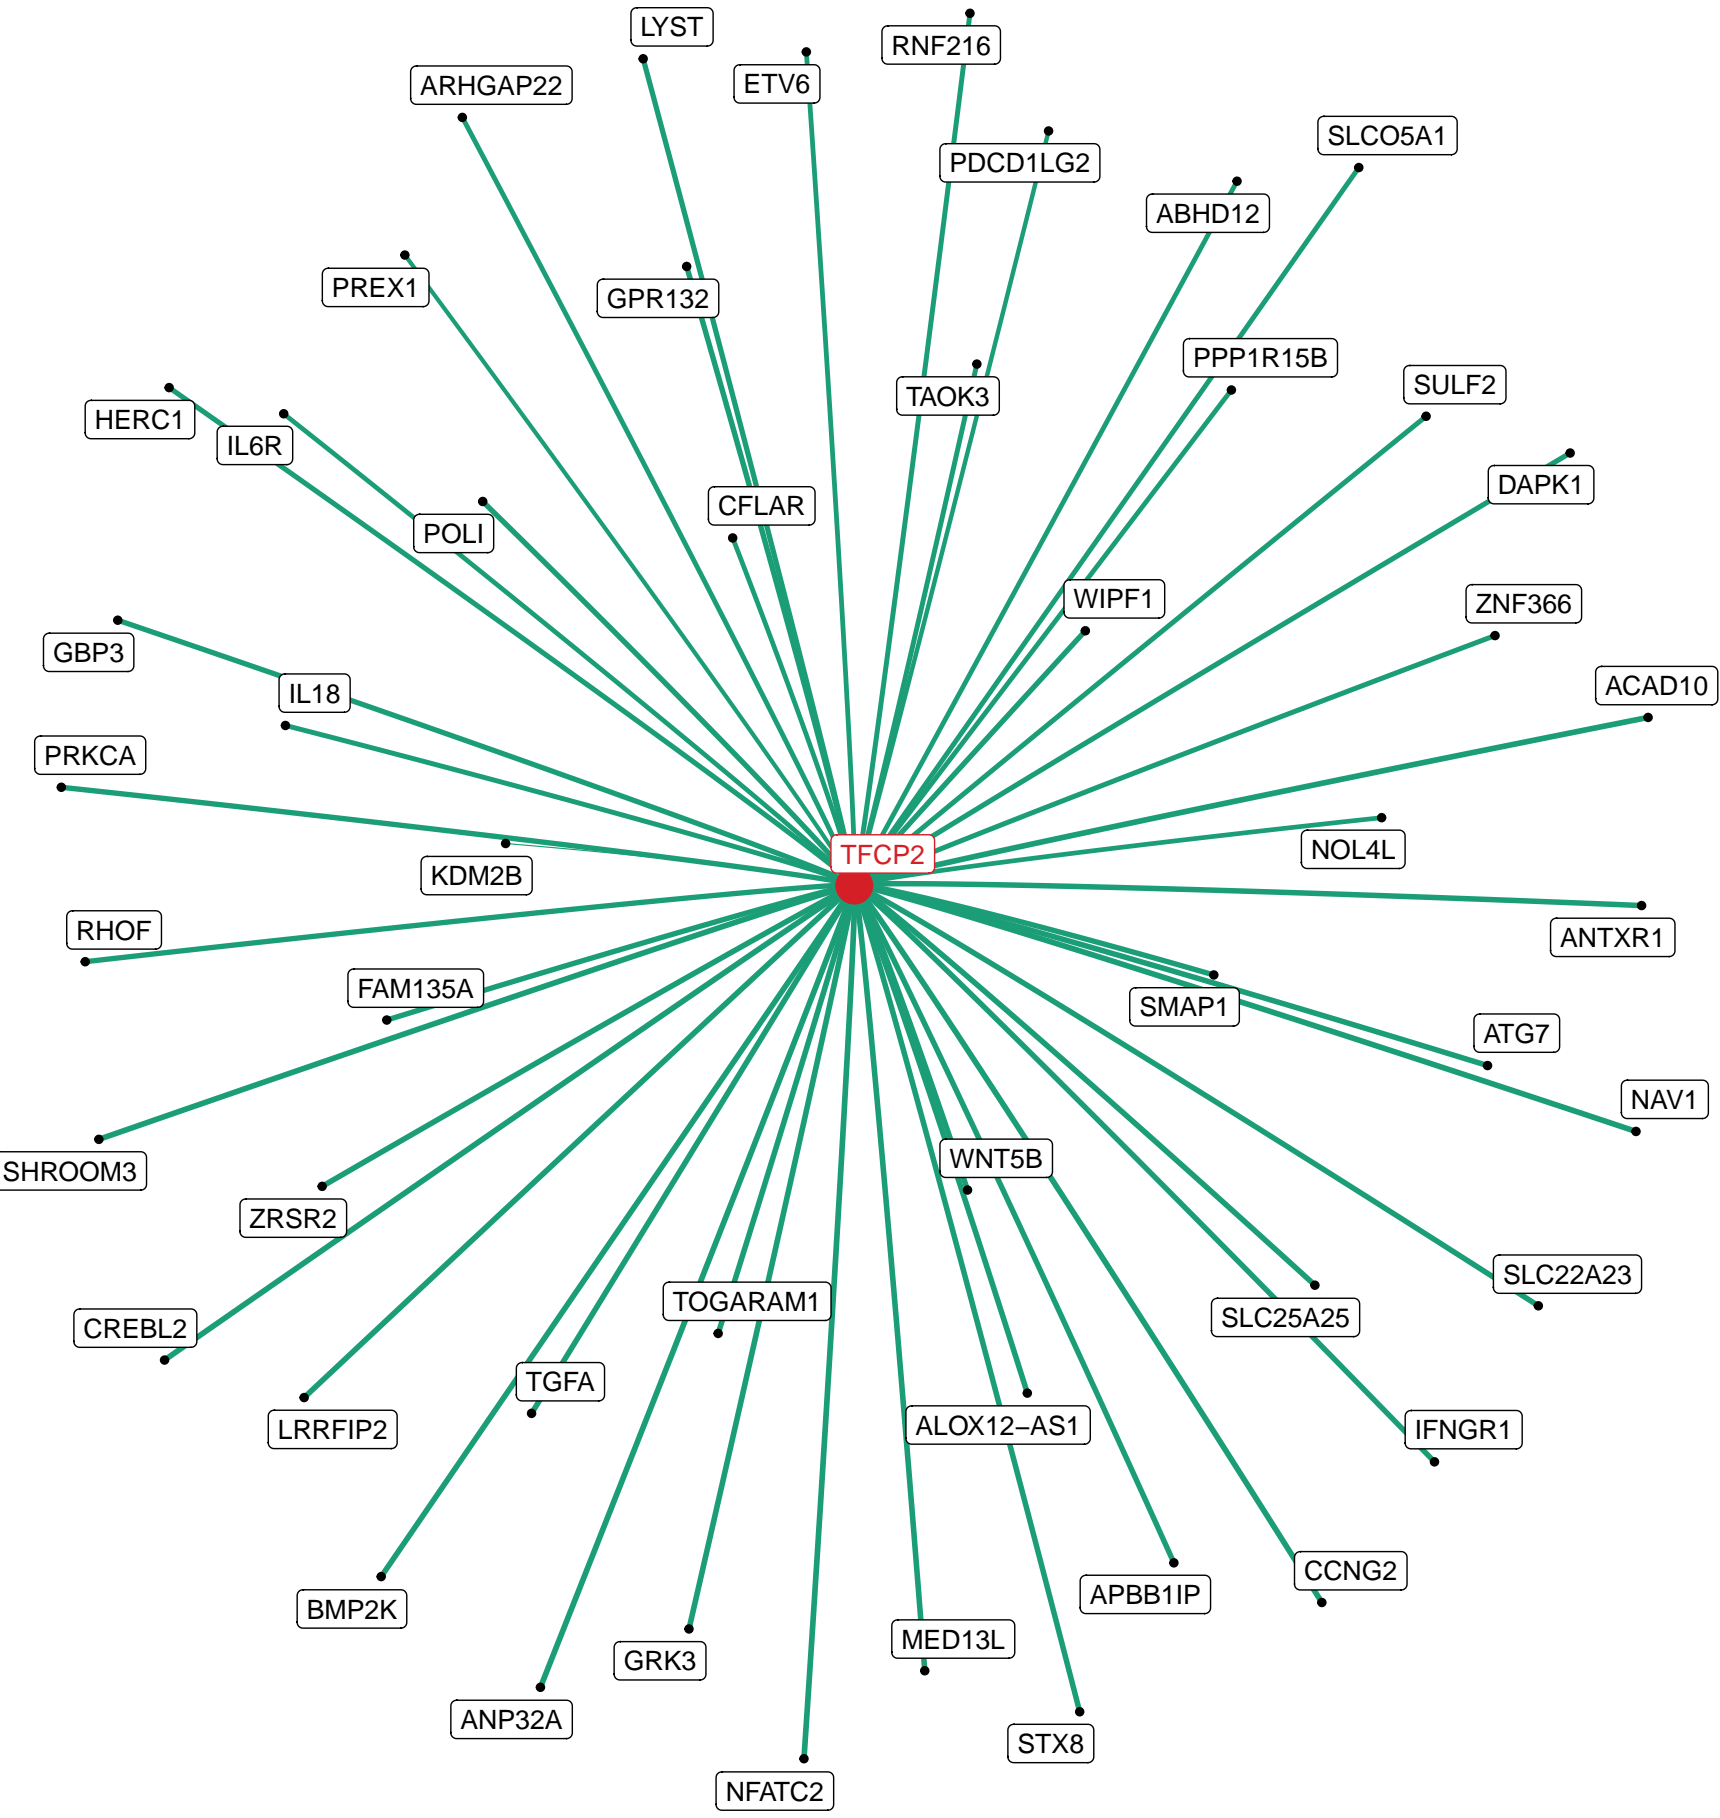 LYST
RNF216
ARHGAP22
ETV6
SLCO5A1
PDCD1LG2
ABHD12
PREX1
GPR132
PPP1R15B
SULF2
TAOK3
HERC1
IL6R
DAPK1
CFLAR
POLI
WIPF1
ZNF366
GBP3
ACAD10
IL18
PRKCA
NOL4L
TFCP2
KDM2B
RHOF
ANTXR1
FAM135A
SMAP1
ATG7
NAV1
WNT5B
SHROOM3
ZRSR2
SLC22A23
TOGARAM1
SLC25A25
CREBL2
TGFA
ALOX12−AS1
LRRFIP2
IFNGR1
CCNG2
APBB1IP
BMP2K
MED13L
GRK3
ANP32A
STX8
NFATC2